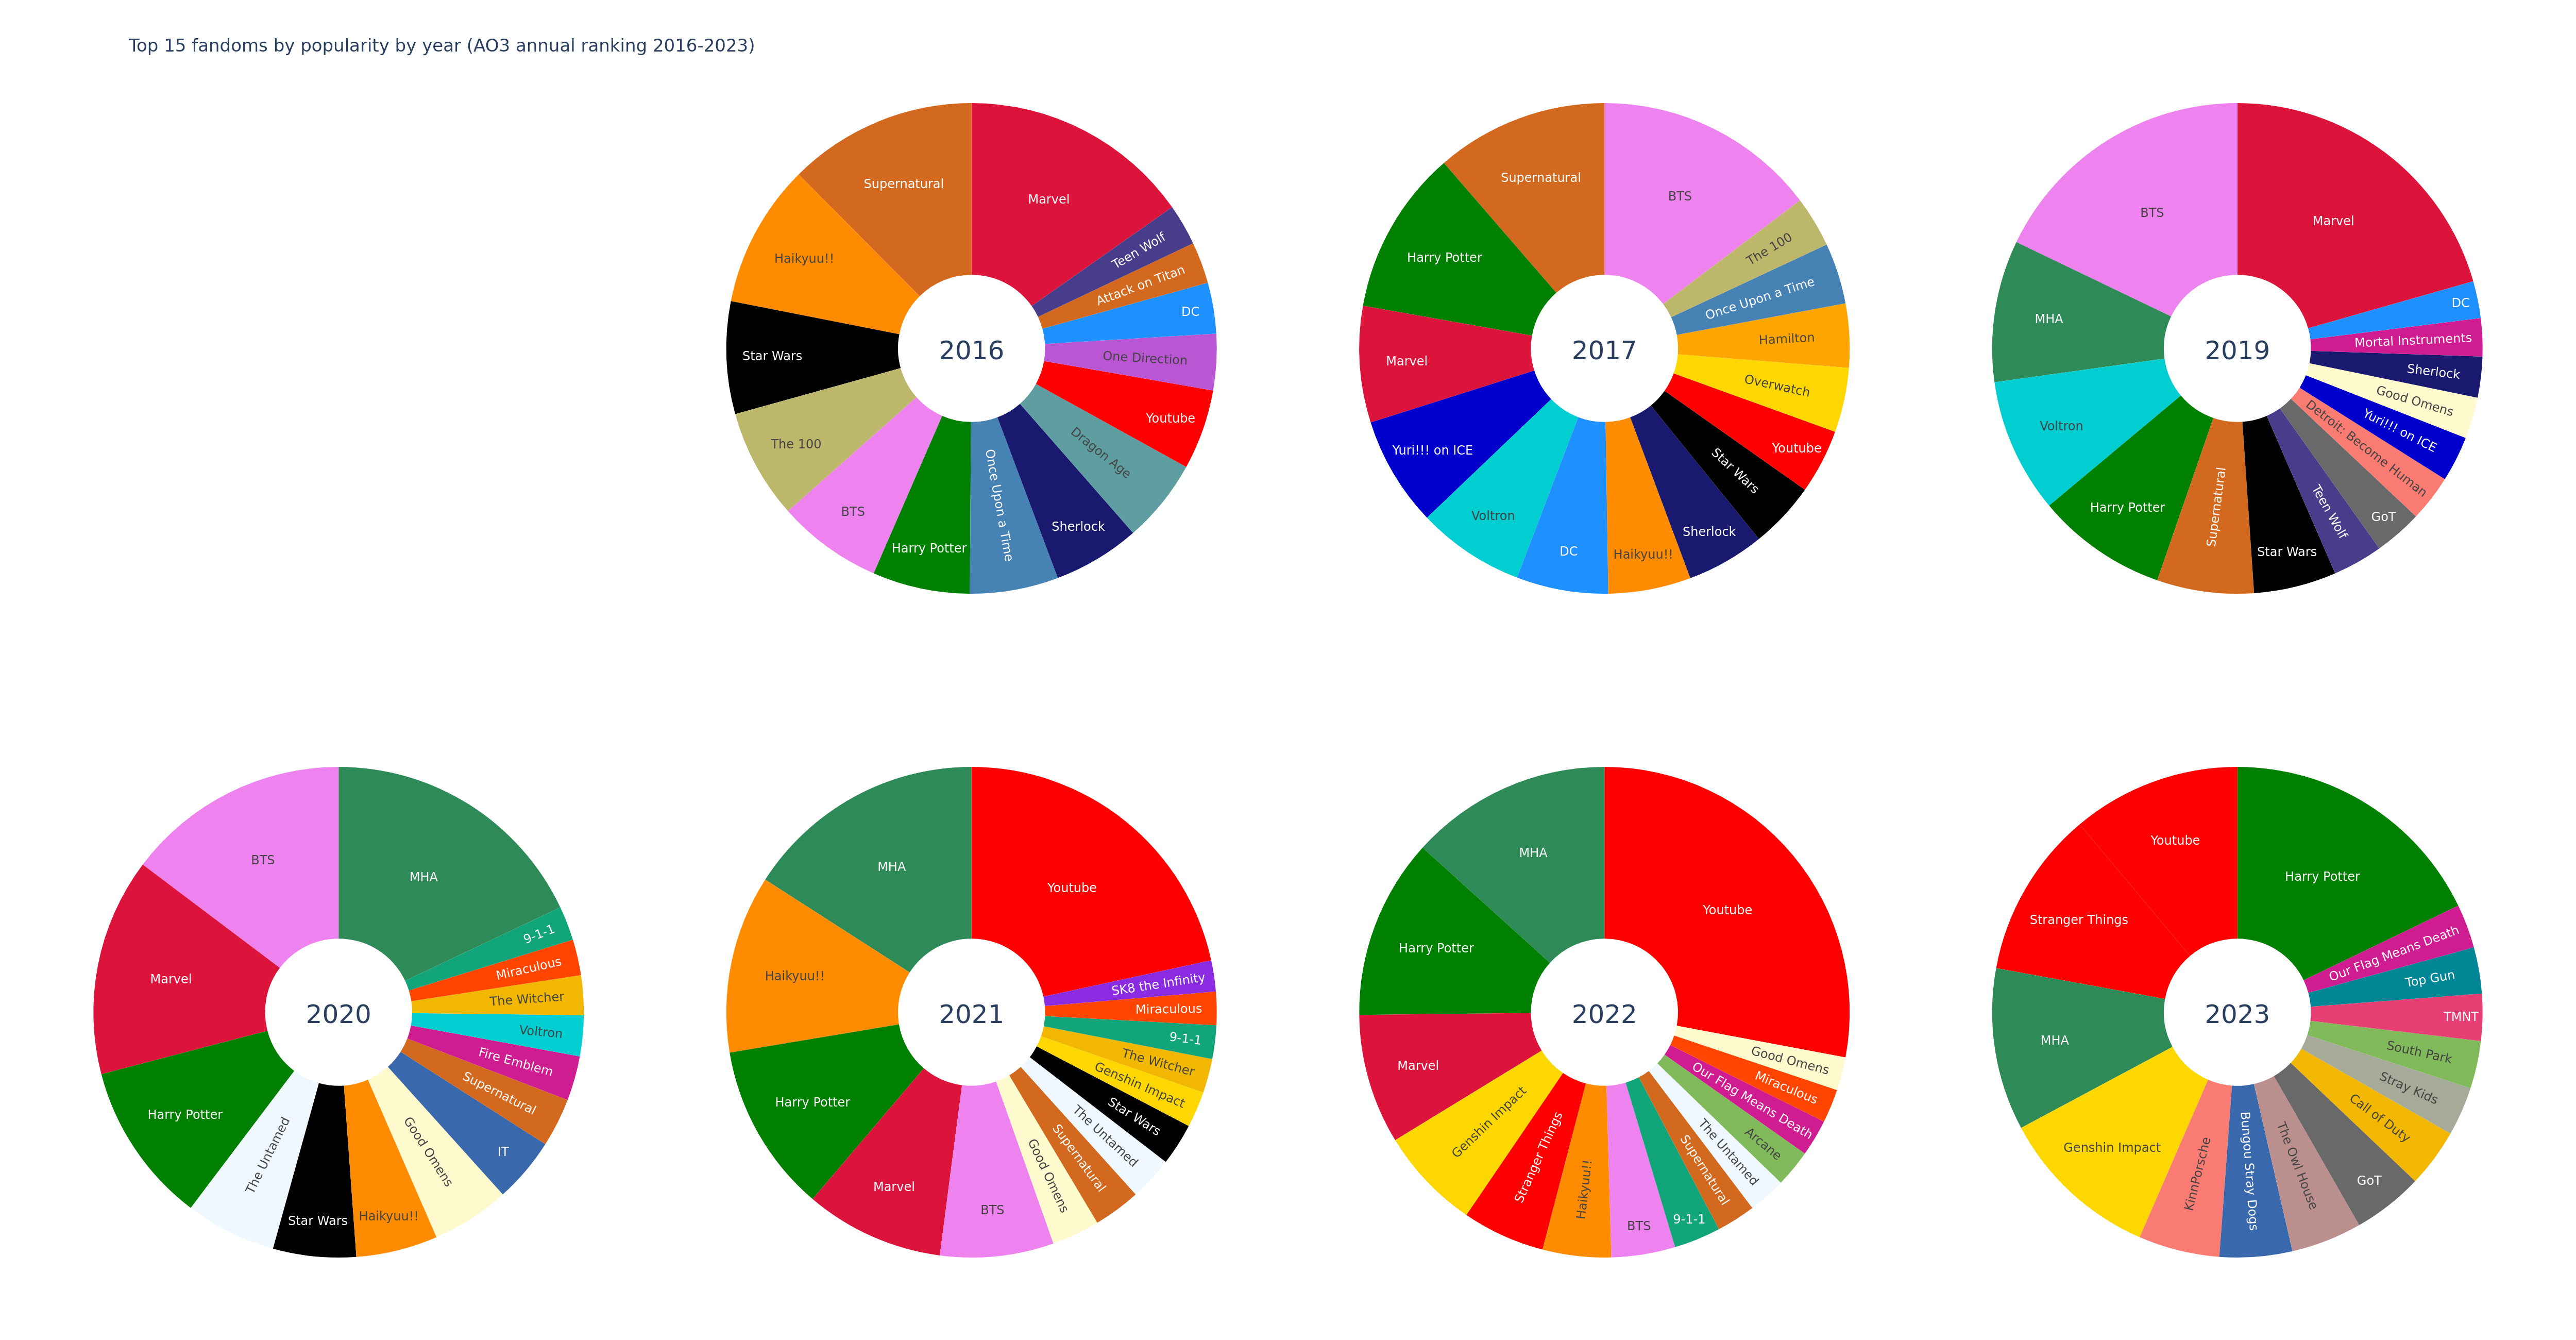 Top 15 fandoms by popularity by year (AO3 annual ranking 2016-2023)
2016
Marvel
Supernatural
Haikyuu!!
Star Wars
The 100
BTS
Harry Potter
Once Upon a Time
Sherlock
Dragon Age
Youtube
One Direction
DC
Attack on Titan
Teen Wolf
2017
BTS
Supernatural
Harry Potter
Marvel
Yuri!!! on ICE
Voltron
DC
Haikyuu!!
Sherlock
Star Wars
Youtube
Overwatch
Hamilton
Once Upon a Time
The 100
2019
Marvel
BTS
MHA
Voltron
Harry Potter
Supernatural
Star Wars
Teen Wolf
GoT
Detroit: Become Human
Yuri!!! on ICE
Good Omens
Sherlock
Mortal Instruments
DC
2020
MHA
BTS
Marvel
Harry Potter
The Untamed
Star Wars
Haikyuu!!
Good Omens
IT
Supernatural
Fire Emblem
Voltron
The Witcher
Miraculous
9-1-1
2021
Youtube
MHA
Haikyuu!!
Harry Potter
Marvel
BTS
Good Omens
Supernatural
The Untamed
Star Wars
Genshin Impact
The Witcher
9-1-1
Miraculous
SK8 the Infinity
2022
Youtube
MHA
Harry Potter
Marvel
Genshin Impact
Stranger Things
Haikyuu!!
BTS
9-1-1
Supernatural
The Untamed
Arcane
Our Flag Means Death
Miraculous
Good Omens
2023
Harry Potter
Youtube
Stranger Things
MHA
Genshin Impact
KinnPorsche
Bungou Stray Dogs
The Owl House
GoT
Call of Duty
Stray Kids
South Park
TMNT
Top Gun
Our Flag Means Death